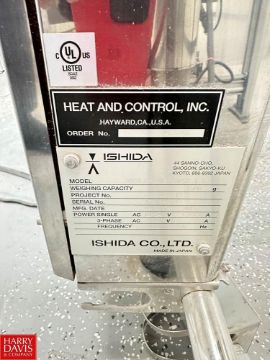 C UL US
LISTED
HEAT AND CONTROL, INC.
HAYWARD, CA., U.S.A.
ORDER No.
ISHIDA
44 SANNO-CHO,
SHOGOIN, SAKYO-KU
KYOTO, 606-8392 JAPAN
MODEL
WEIGHING CAPACITY g
PROJECT No.
SERIAL No.
MFG. DATE
POWER SINGLE AC V A
3-PHASE AC V A
FREQUENCY Hz
ISHIDA CO., LTD.
MADE IN JAPAN
HARRY
DAVIS
& COMPANY